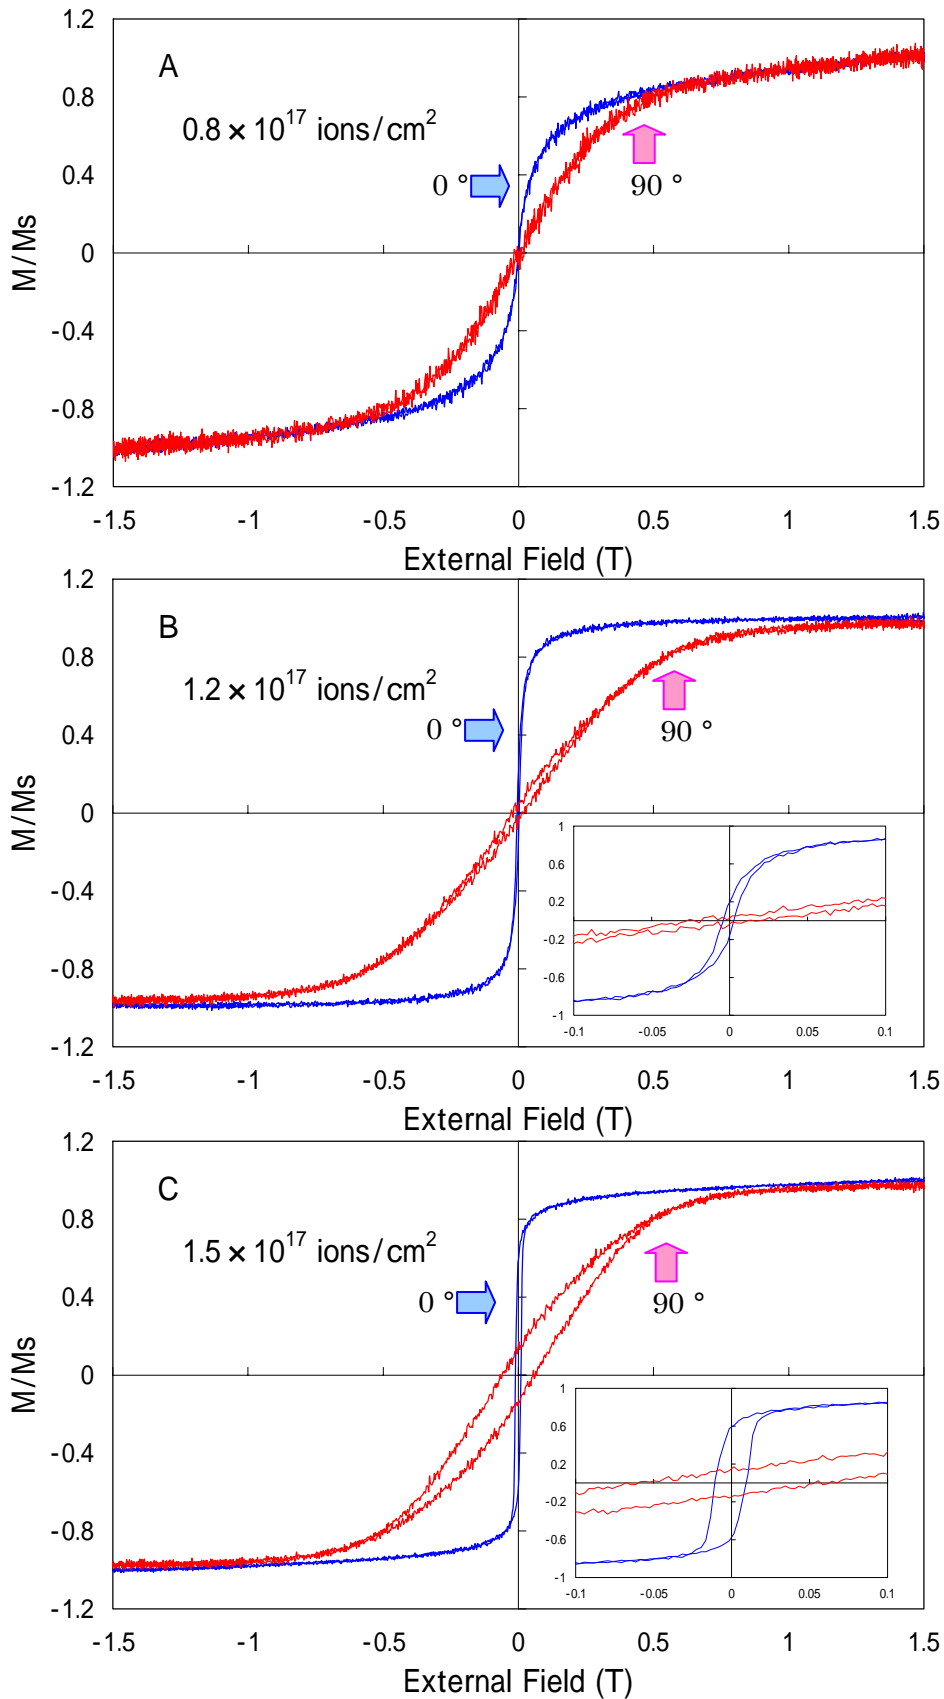 1.2
A
0.8 × 10^17 ions/cm^2
0.8
0.4
0 °
90 °
M/Ms
0
-0.4
-0.8
-1.2
-1.5 -1 -0.5 0 0.5 1 1.5
External Field (T)
1.2
B
0.8
1.2 × 10^17 ions/cm^2
0.4
0 °
90 °
M/Ms
0
-0.4
-0.8
-1.2
1
0.6
0.2
-0.2
-0.6
-1
-0.1 -0.05 0 0.05 0.1
-1.5 -1 -0.5 0 0.5 1 1.5
External Field (T)
1.2
C
0.8
1.5 × 10^17 ions/cm^2
0.4
0 °
90 °
M/Ms
0
-0.4
-0.8
-1.2
1
0.6
0.2
-0.2
-0.6
-1
-0.1 -0.05 0 0.05 0.1
-1.5 -1 -0.5 0 0.5 1 1.5
External Field (T)